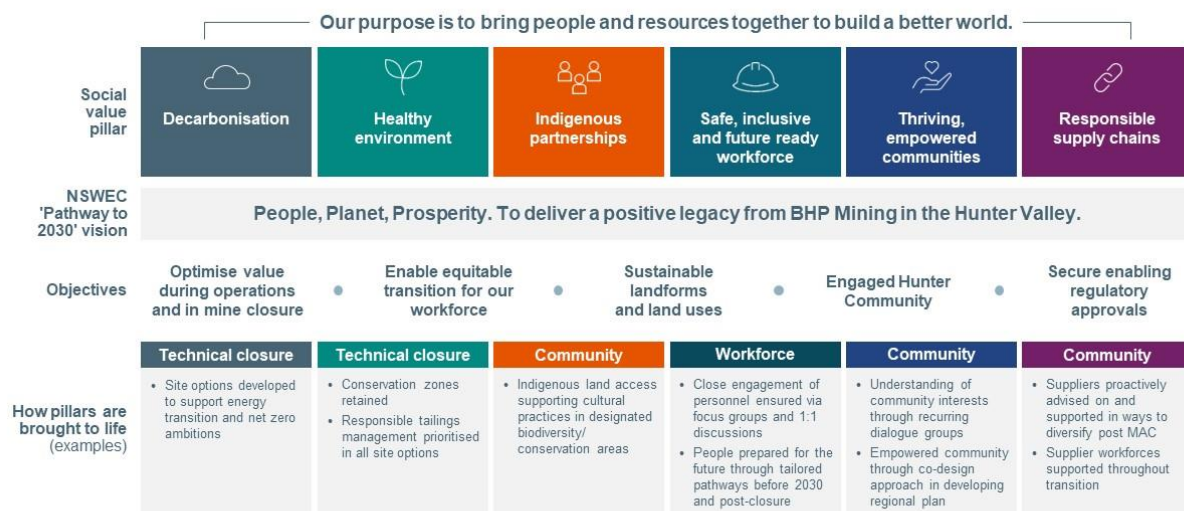 Our purpose is to bring people and resources together to build a better world.
Social
value
pillar
Decarbonisation
Healthy
environment
Indigenous
partnerships
Safe, inclusive
and future ready
workforce
Thriving,
empowered
communities
Responsible
supply chains
NSWEC
'Pathway to
2030' vision
People, Planet, Prosperity. To deliver a positive legacy from BHP Mining in the Hunter Valley.
Objectives
Optimise value
during operations
and in mine closure
Enable equitable
transition for our
workforce
Sustainable
landforms
and land uses
Engaged Hunter
Community
Secure enabling
regulatory
approvals
How pillars are
brought to life
(examples)
Technical closure
• Site options developed
to support energy
transition and net zero
ambitions
Technical closure
• Conservation zones
retained
• Responsible tailings
management prioritised
in all site options
Community
• Indigenous land access
supporting cultural
practices in designated
biodiversity/
conservation areas
Workforce
• Close engagement of
personnel ensured via
focus groups and 1:1
discussions
• People prepared for the
future through tailored
pathways before 2030
and post-closure
Community
• Understanding of
community interests
through recurring
dialogue groups
• Empowered community
through co-design
approach in developing
regional plan
Community
• Suppliers proactively
advised on and
supported in ways to
diversify post MAC
• Supplier workforces
supported throughout
transition